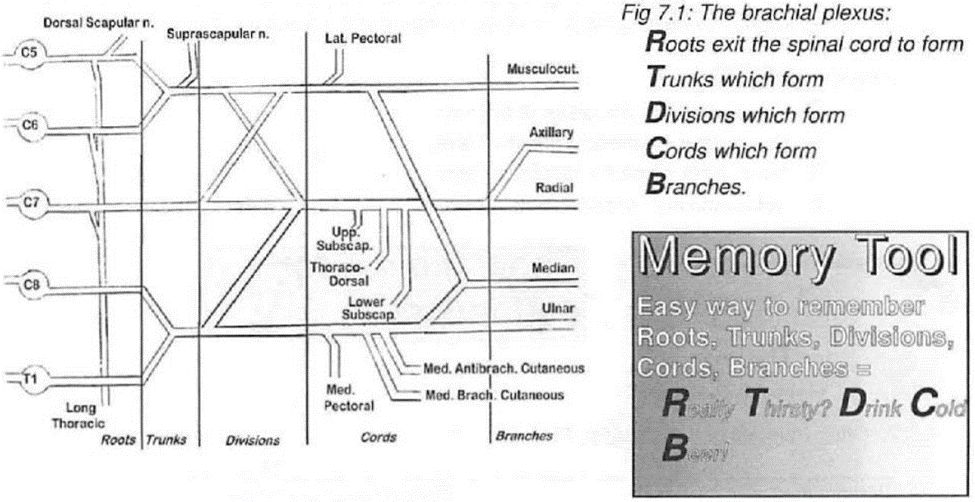 Dorsal Scapular n.
Suprascapular n.
Lat. Pectoral
C5
Musculocut.
C6
Axillary
Radial
C7
Upp.
Subscap.
Thoraco-
Dorsal
Median
C8
Lower
Subscap.
Ulnar
Med. Antibrach. Cutaneous
T1
Med.
Pectoral
Med. Brach. Cutaneous
Long
Thoracic
Roots Trunks Divisions Cords Branches
Fig 7.1: The brachial plexus:
Roots exit the spinal cord to form
Trunks which form
Divisions which form
Cords which form
Branches.
Memory Tool
Easy way to remember
Roots, Trunks, Divisions,
Cords, Branches =
Really Thirsty? Drink Cold
Beer!